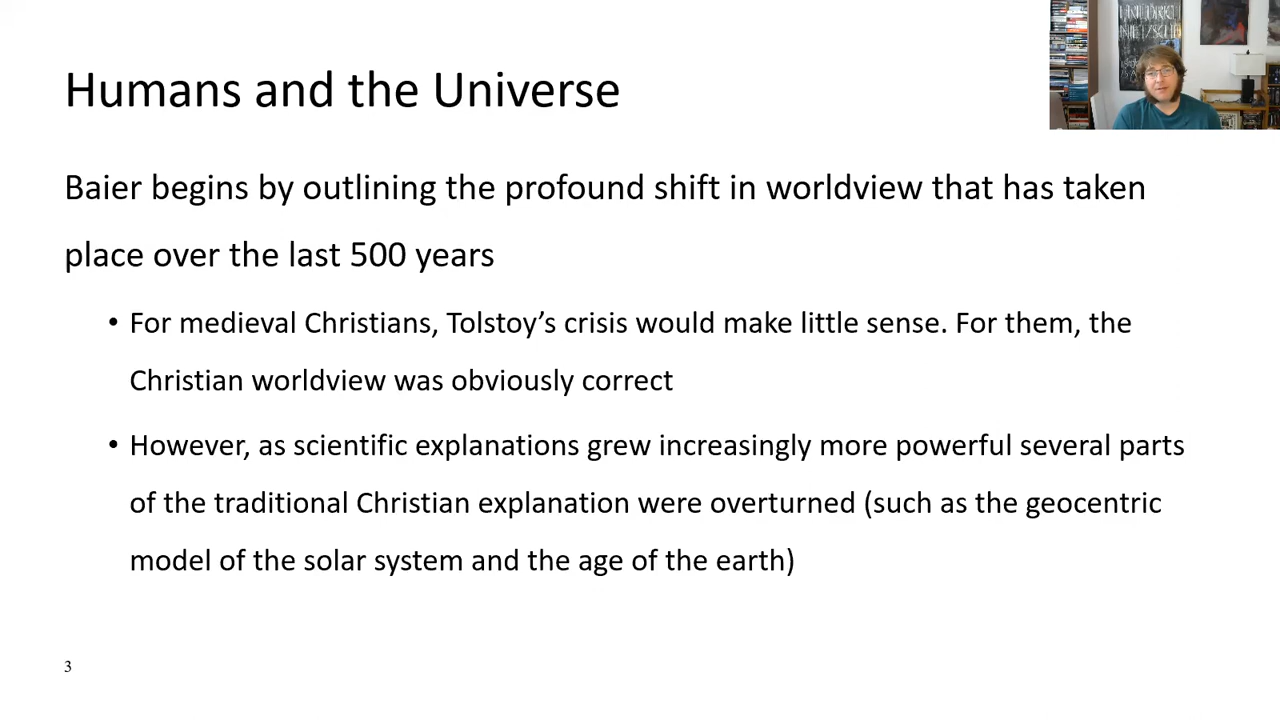 Humans and the Universe
Baier begins by outlining the profound shift in worldview that has taken
place over the last 500 years
• For medieval Christians, Tolstoy’s crisis would make little sense. For them, the
Christian worldview was obviously correct
• However, as scientific explanations grew increasingly more powerful several parts
of the traditional Christian explanation were overturned (such as the geocentric
model of the solar system and the age of the earth)
3
NIETZSCHE